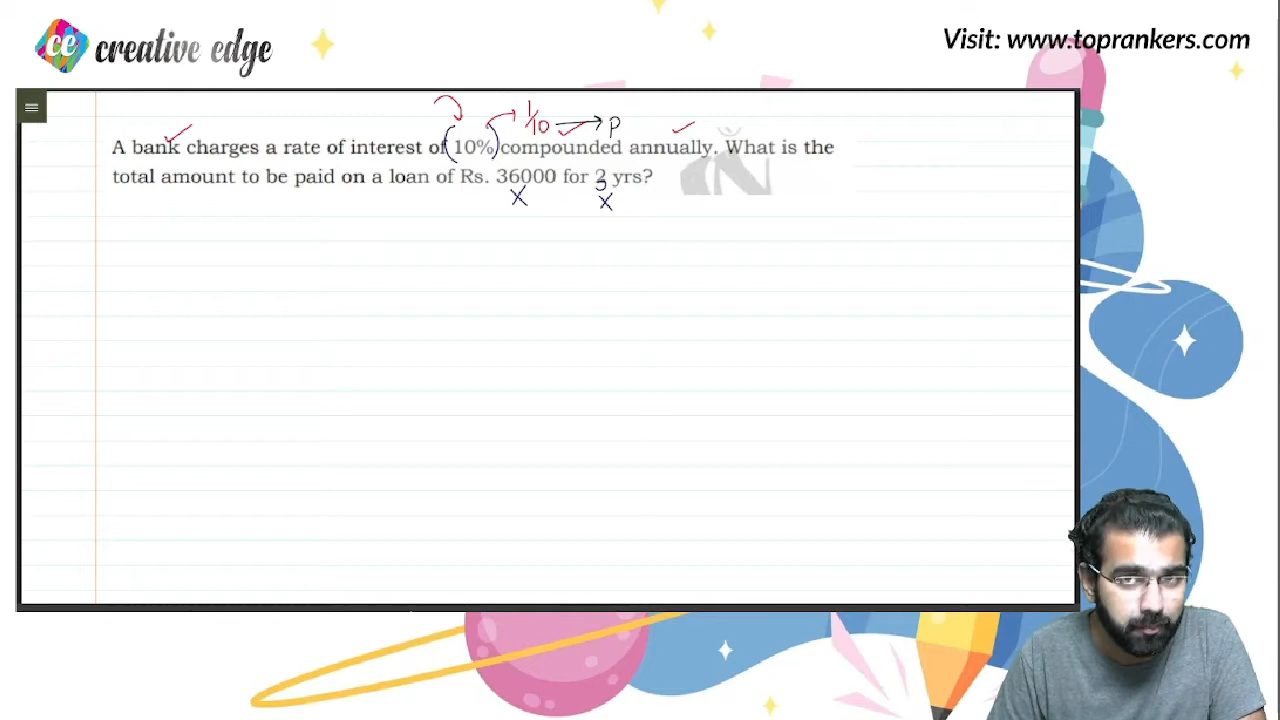 ce creative edge
Visit: www.toprankers.com
1/10 → P
A bank charges a rate of interest of (10%) compounded annually. What is the
total amount to be paid on a loan of Rs. 36000 for 3 yrs?
x x